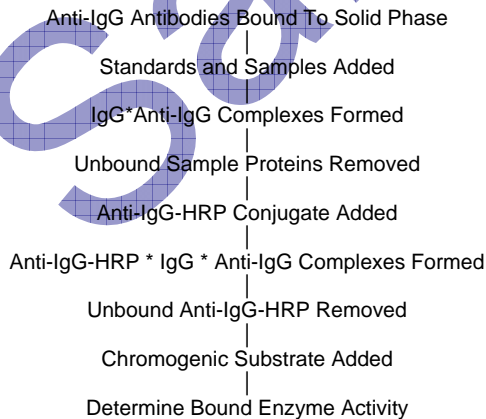 Anti-IgG Antibodies Bound To Solid Phase
Standards and Samples Added
IgG*Anti-IgG Complexes Formed
Unbound Sample Proteins Removed
Anti-IgG-HRP Conjugate Added
Anti-IgG-HRP * IgG * Anti-IgG Complexes Formed
Unbound Anti-IgG-HRP Removed
Chromogenic Substrate Added
Determine Bound Enzyme Activity